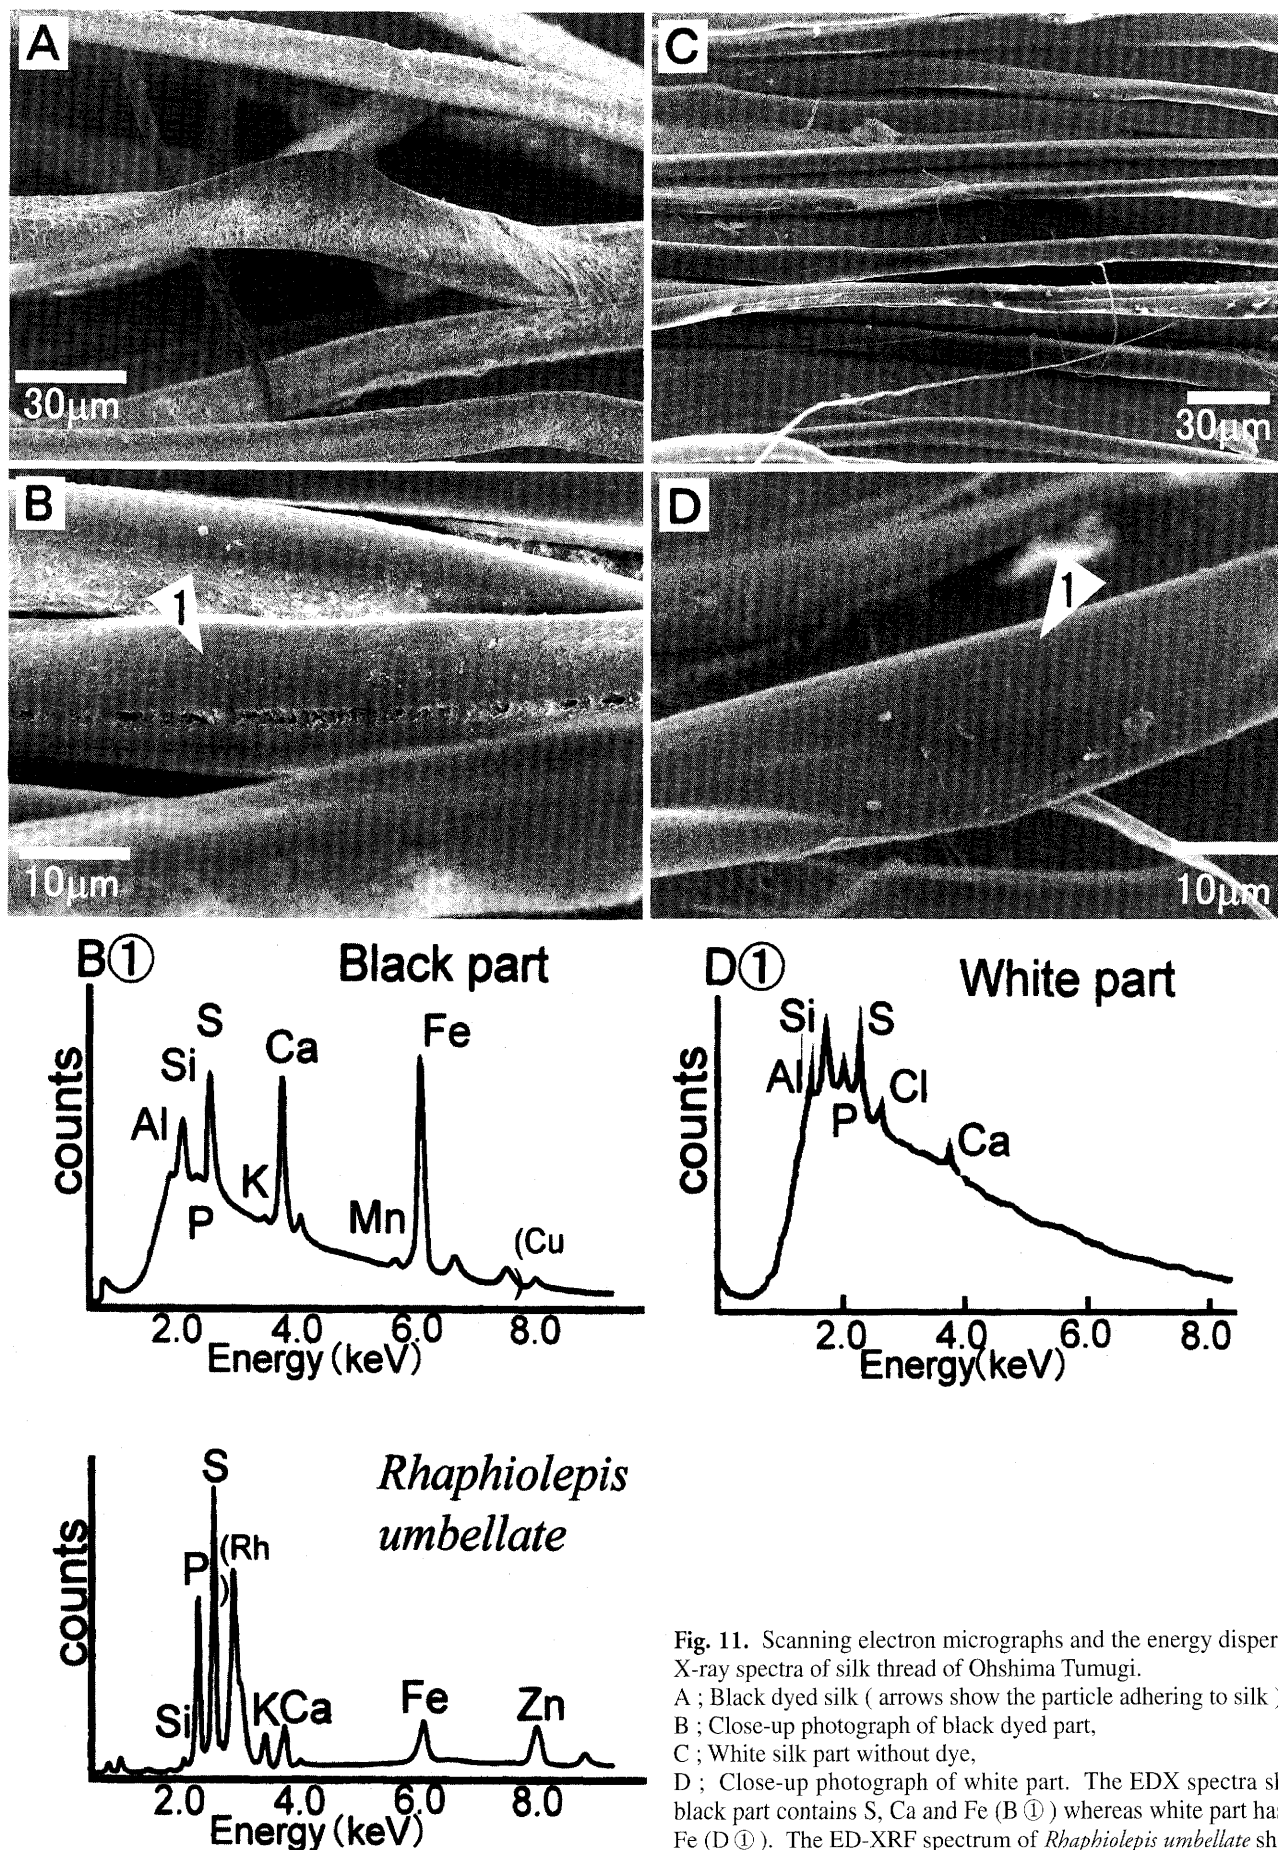 A
30µm
C
30µm
B
1
10µm
D
1
10µm
B①
Black part
counts
Al
Si
S
P
K
Ca
Mn
Fe
(Cu
)
2.0 4.0 6.0 8.0
Energy (keV)
D①
White part
counts
Al
Si
P
S
Cl
Ca
2.0 4.0 6.0 8.0
Energy(keV)
Rhaphiolepis
umbellate
counts
Si
P
S
(Rh
)
K
Ca
Fe
Zn
2.0 4.0 6.0 8.0
Energy (keV)
Fig. 11. Scanning electron micrographs and the energy disper
X-ray spectra of silk thread of Ohshima Tumugi.
A ; Black dyed silk ( arrows show the particle adhering to silk )
B ; Close-up photograph of black dyed part,
C ; White silk part without dye,
D ; Close-up photograph of white part. The EDX spectra sh
black part contains S, Ca and Fe (B ① ) whereas white part ha
Fe (D ① ). The ED-XRF spectrum of Rhaphiolepis umbellate sh